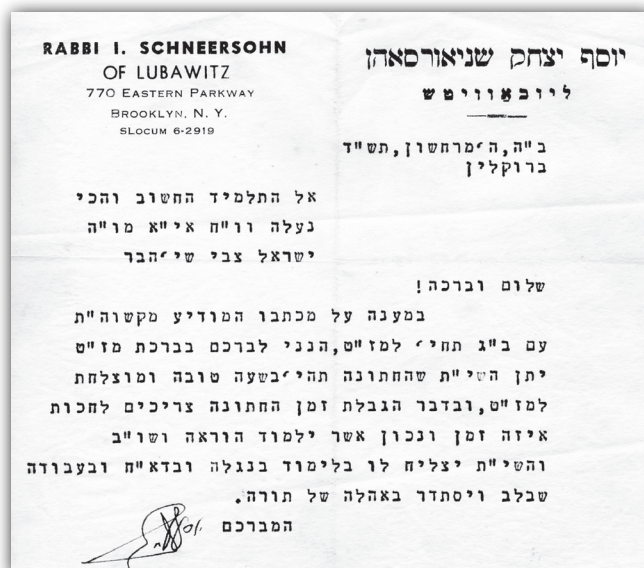 RABBI I. SCHNEERSOHN
OF LUBAWITZ
770 EASTERN PARKWAY
BROOKLYN, N. Y.
SLOCUM 6-2919
יוסף יצחק שניאורסאהן
ליובאוויטש
ב"ה, ה' מרחשון, תש"ד
ברוקלין
אל התלמיד החשוב והכי
נעלה וו"ח אי"א מו"ה
ישראל צבי שי' הבר
שלום וברכה!
במענה על מכתבו המודיע מקשוה"ת
עם ב"ג תחי' למז"ט, הנני לברכם בברכת מז"ט
יתן השי"ת שהחתונה תהי' בשעה טובה ומוצלחת
למז"ט, ובדבר הגבלת זמן החתונה צריכים לחכות
איזה זמן ונכון אשר ילמוד הוראה ושו"ב
והשי"ת יצליח לו בלימוד בנגלה ובדא"ח ובעבודה
שבלב ויסתדר באהלה של תורה.
המברכם